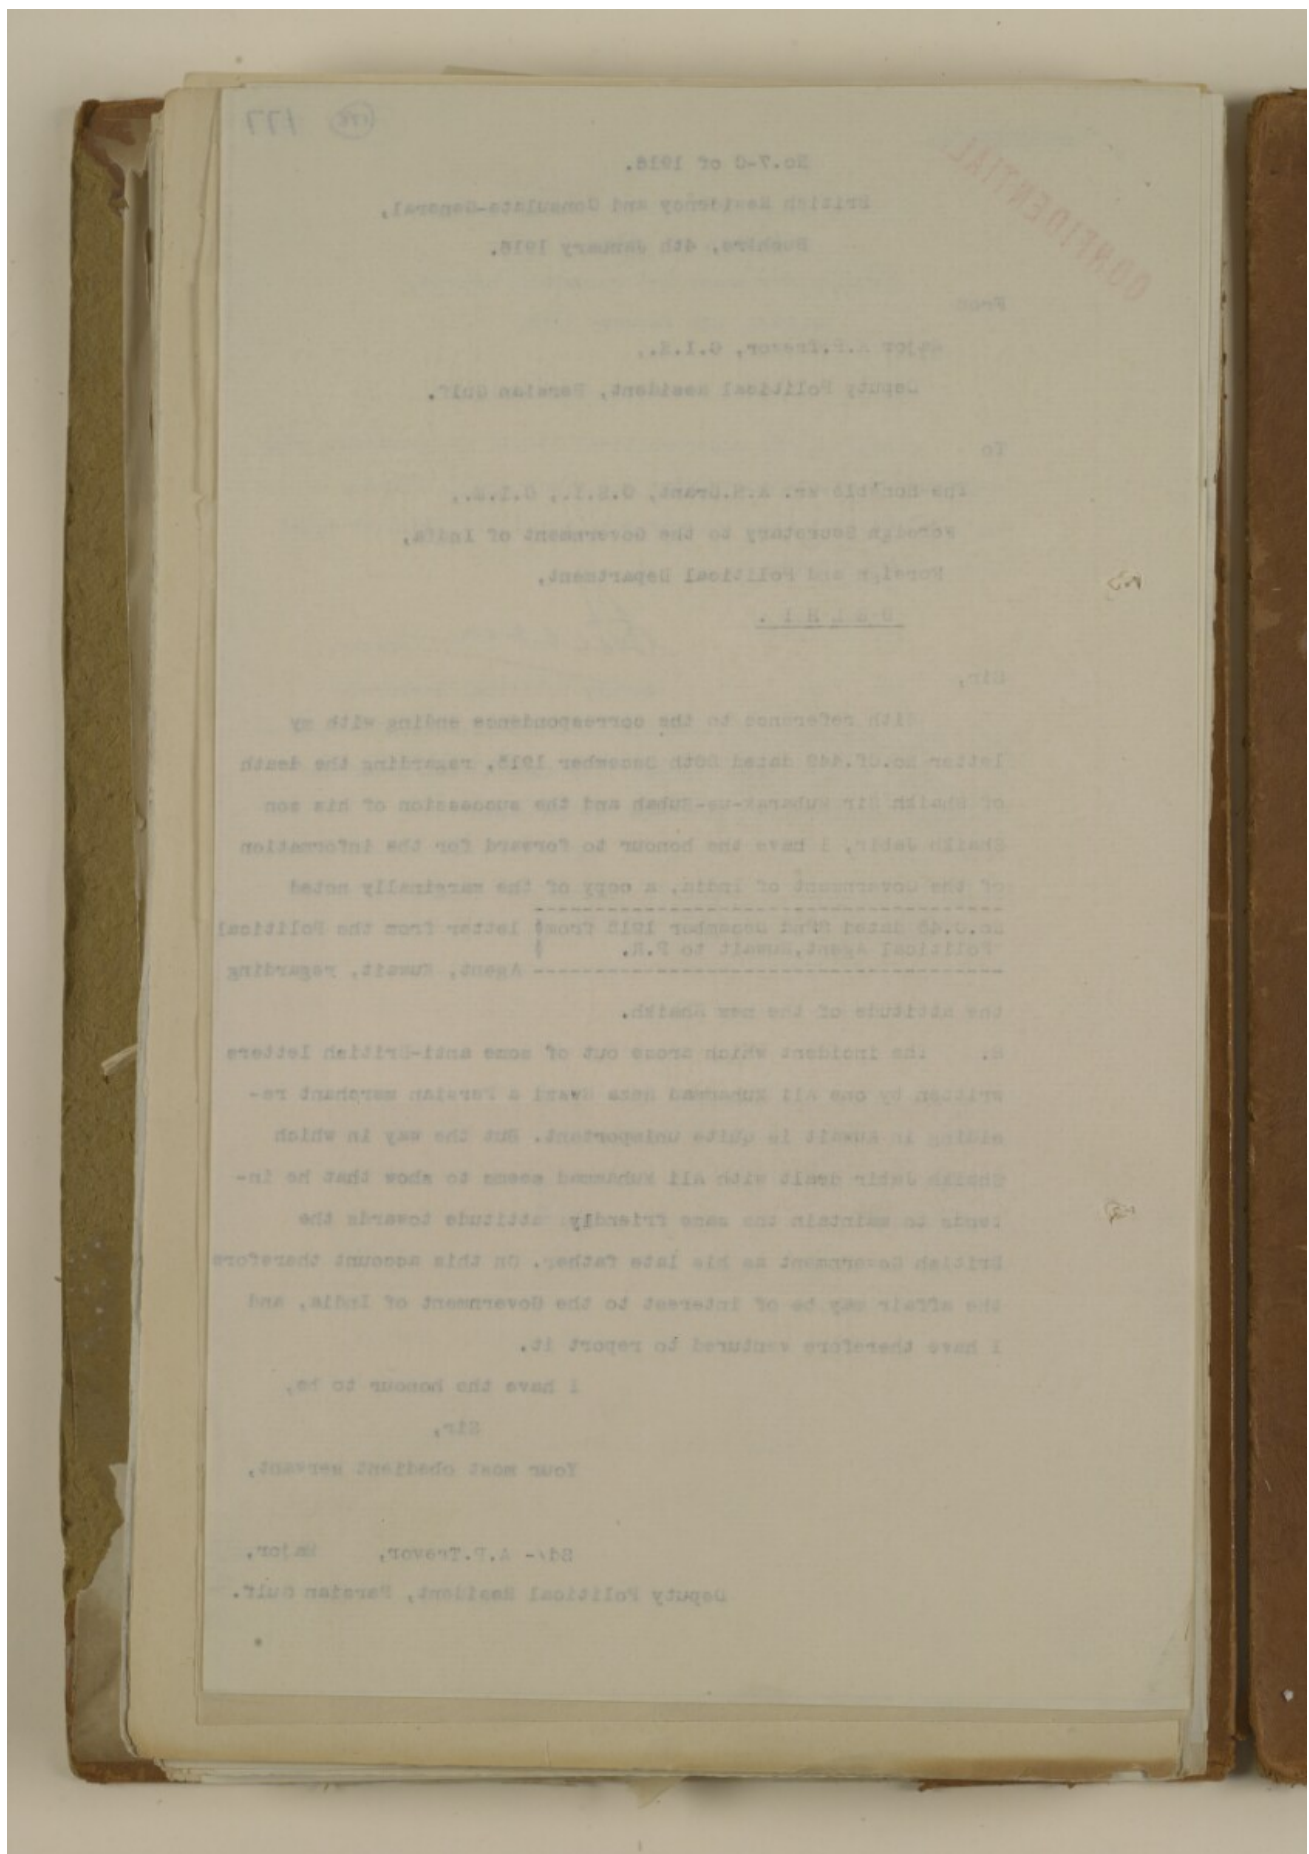 177 178
CONFIDENTIAL
No.7-C of 1916.
British Residency and Consulate-General,
Bushire, 4th January 1916.
From
Major A.P.Trevor, C.I.E.,
Deputy Political Resident, Persian Gulf.
To
The Honable Mr. A.H.Grant, C.S.I., C.I.E.,
Foreign Secretary to the Government of India,
Foreign and Political Department,
D E L H I .
Sir,
With reference to the correspondence ending with my
letter No.CF.449 dated 20th December 1915, regarding the death
of Shaikh Sir Mubarak-us-Subah and the succession of his son
Shaikh Jabir, I have the honour to forward for the information
of the Government of India, a copy of the marginally noted
No.C.46 dated 22nd December 1915 From letter from the Political
Political Agent,Kuwait to P.R.
Agent, Kuwait, regarding
the attitude of the new Shaikh.
2. The incident which arose out of some anti-British letters
written by one Ali Muhammad Raza a Persian merchant re-
siding in Kuwait is quite unimportant. But the way in which
Shaikh Jabir dealt with Ali Muhammad seems to show that he in-
tends to maintain the same friendly attitude towards the
British Government as his late father. On this account therefore
the affair may be of interest to the Government of India, and
I have therefore ventured to report it.
I have the honour to be,
Sir,
Your most obedient servant,
Sd/- A.P.Trevor, Major,
Deputy Political Resident, Persian Gulf.